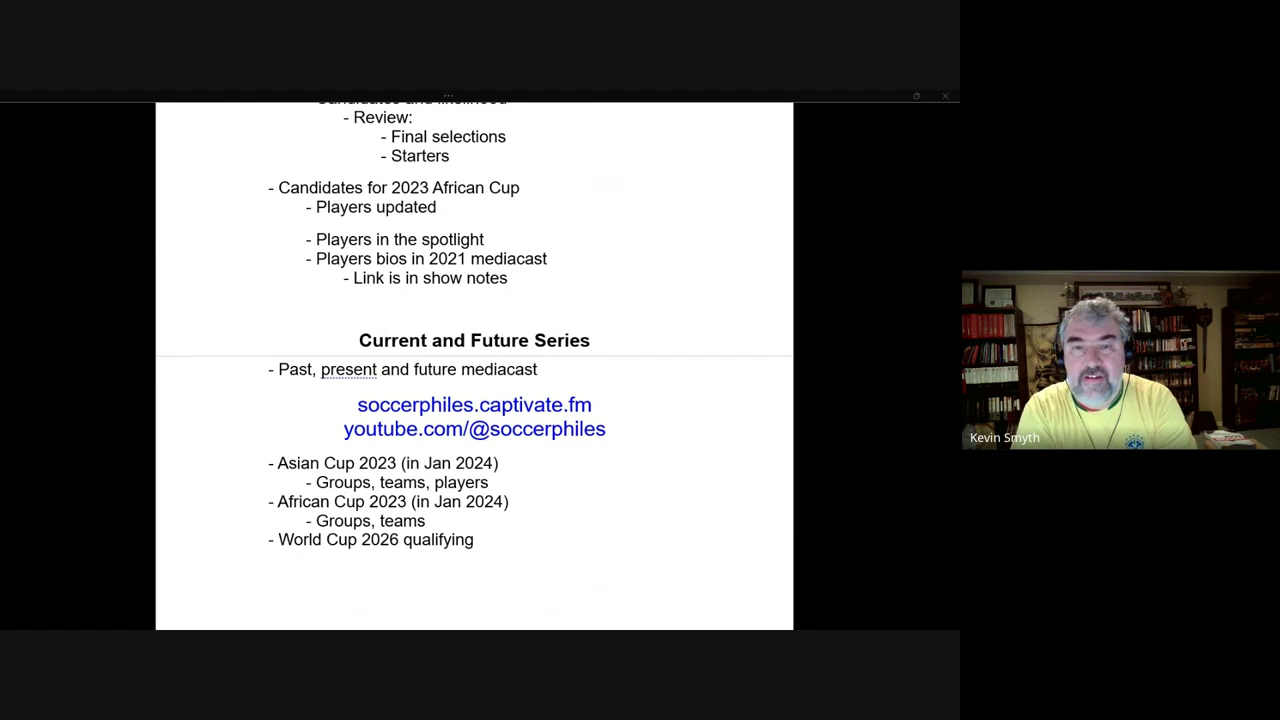 - Review:
- Final selections
- Starters
- Candidates for 2023 African Cup
- Players updated
- Players in the spotlight
- Players bios in 2021 mediacast
- Link is in show notes
Current and Future Series
- Past, present and future mediacast
soccerphiles.captivate.fm
youtube.com/@soccerphiles
- Asian Cup 2023 (in Jan 2024)
- Groups, teams, players
- African Cup 2023 (in Jan 2024)
- Groups, teams
- World Cup 2026 qualifying
Kevin Smyth